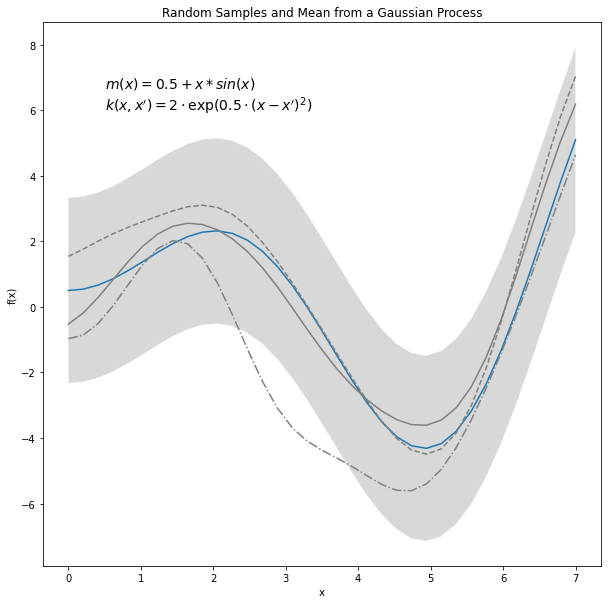 Random Samples and Mean from a Gaussian Process
m(x) = 0.5 + x * sin(x)
k(x, x′) = 2 · exp(0.5 · (x − x′)²)
8
6
4
2
0
−2
−4
−6
f(x)
0 1 2 3 4 5 6 7
x